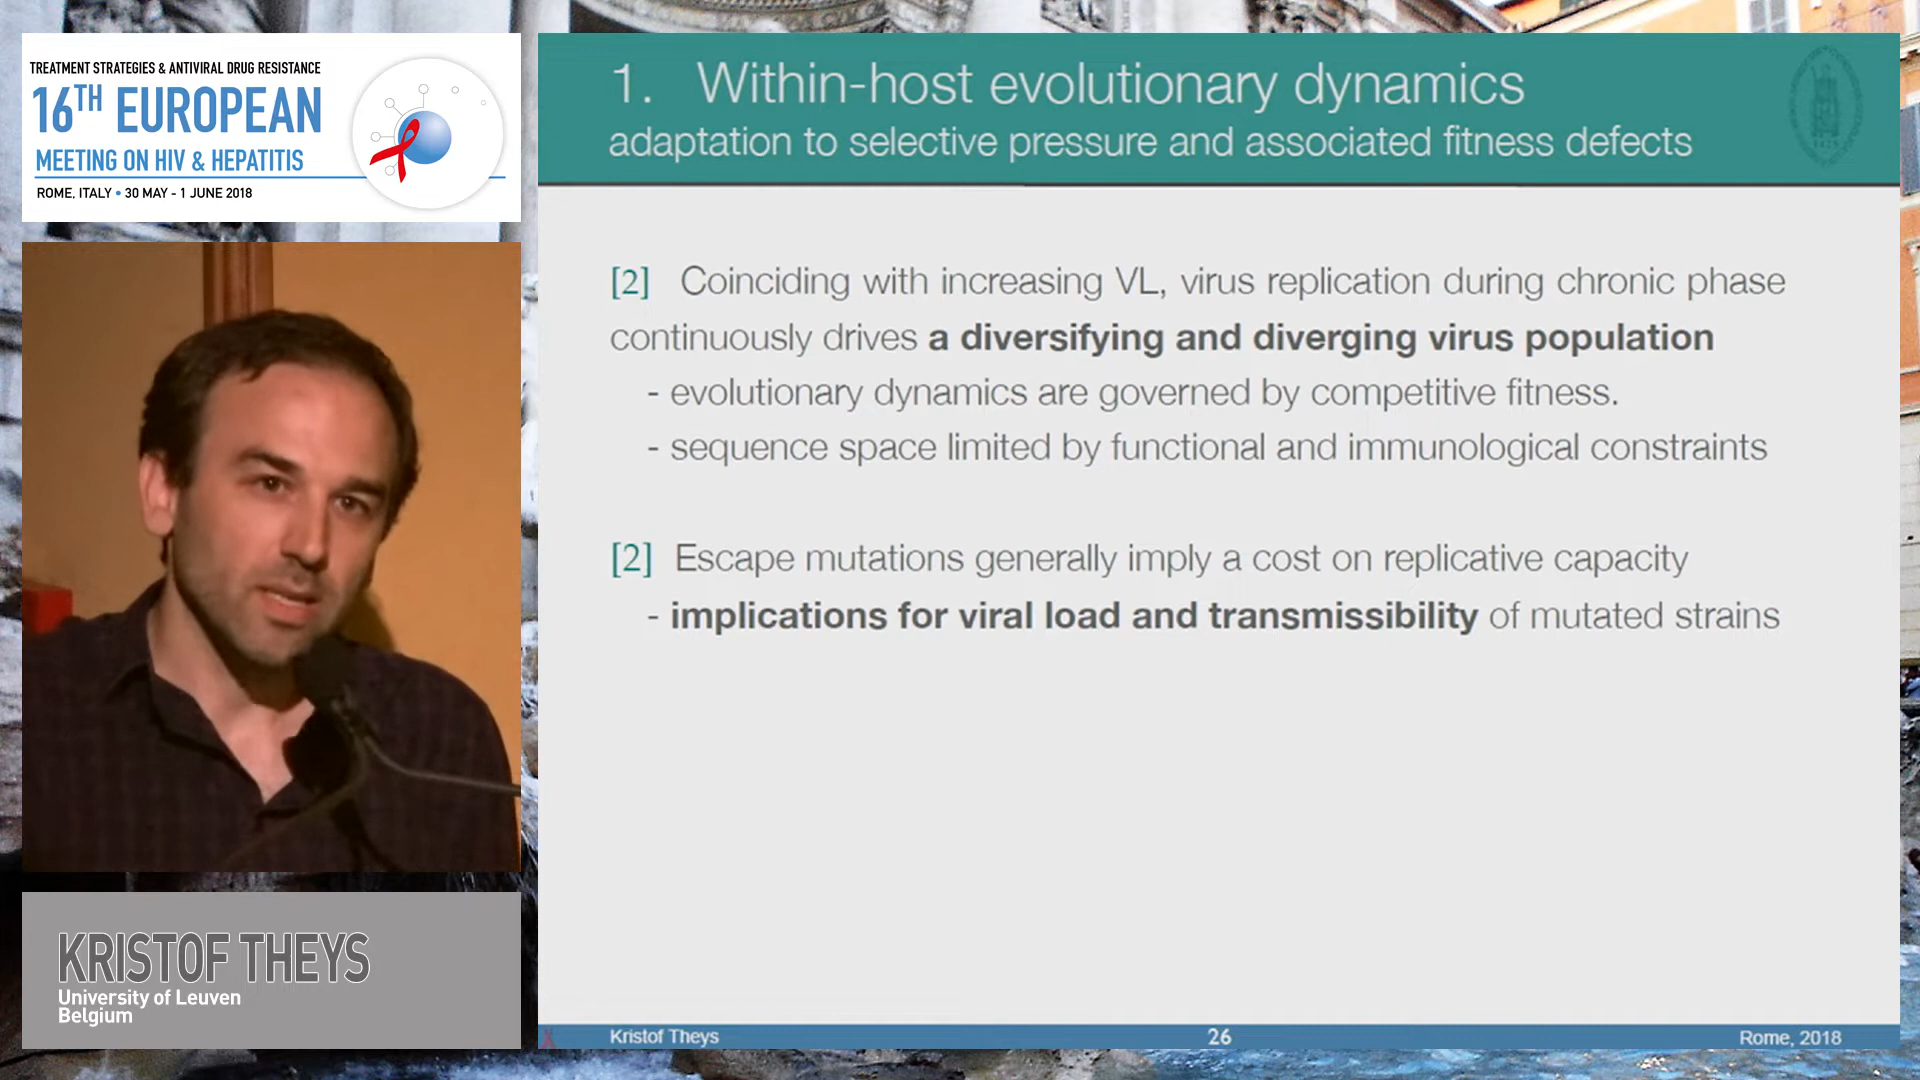 TREATMENT STRATEGIES & ANTIVIRAL DRUG RESISTANCE
16TH EUROPEAN
MEETING ON HIV & HEPATITIS
ROME, ITALY • 30 MAY - 1 JUNE 2018
KRISTOF THEYS
University of Leuven
Belgium
1. Within-host evolutionary dynamics
adaptation to selective pressure and associated fitness defects
[2] Coinciding with increasing VL, virus replication during chronic phase
continuously drives a diversifying and diverging virus population
- evolutionary dynamics are governed by competitive fitness.
- sequence space limited by functional and immunological constraints
[2] Escape mutations generally imply a cost on replicative capacity
- implications for viral load and transmissibility of mutated strains
Kristof Theys
26
Rome, 2018